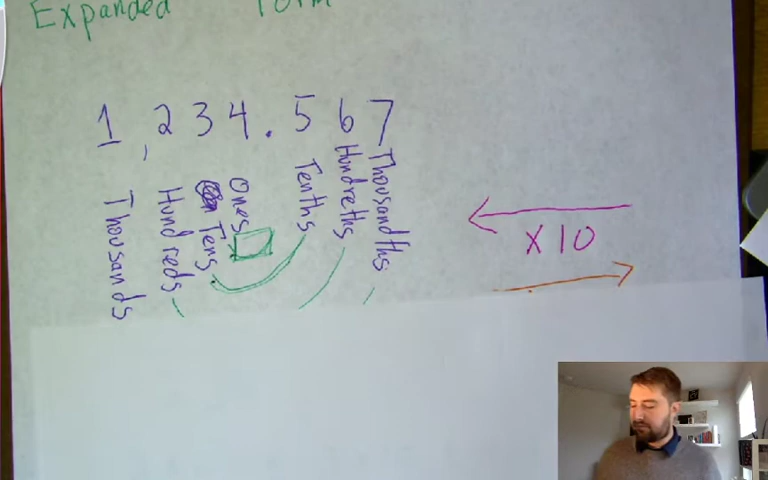 Expanded Form
1,234.567
Thousands
Hundreds
Tens
Ones
Tenths
Hundreths
Thousandths
x10